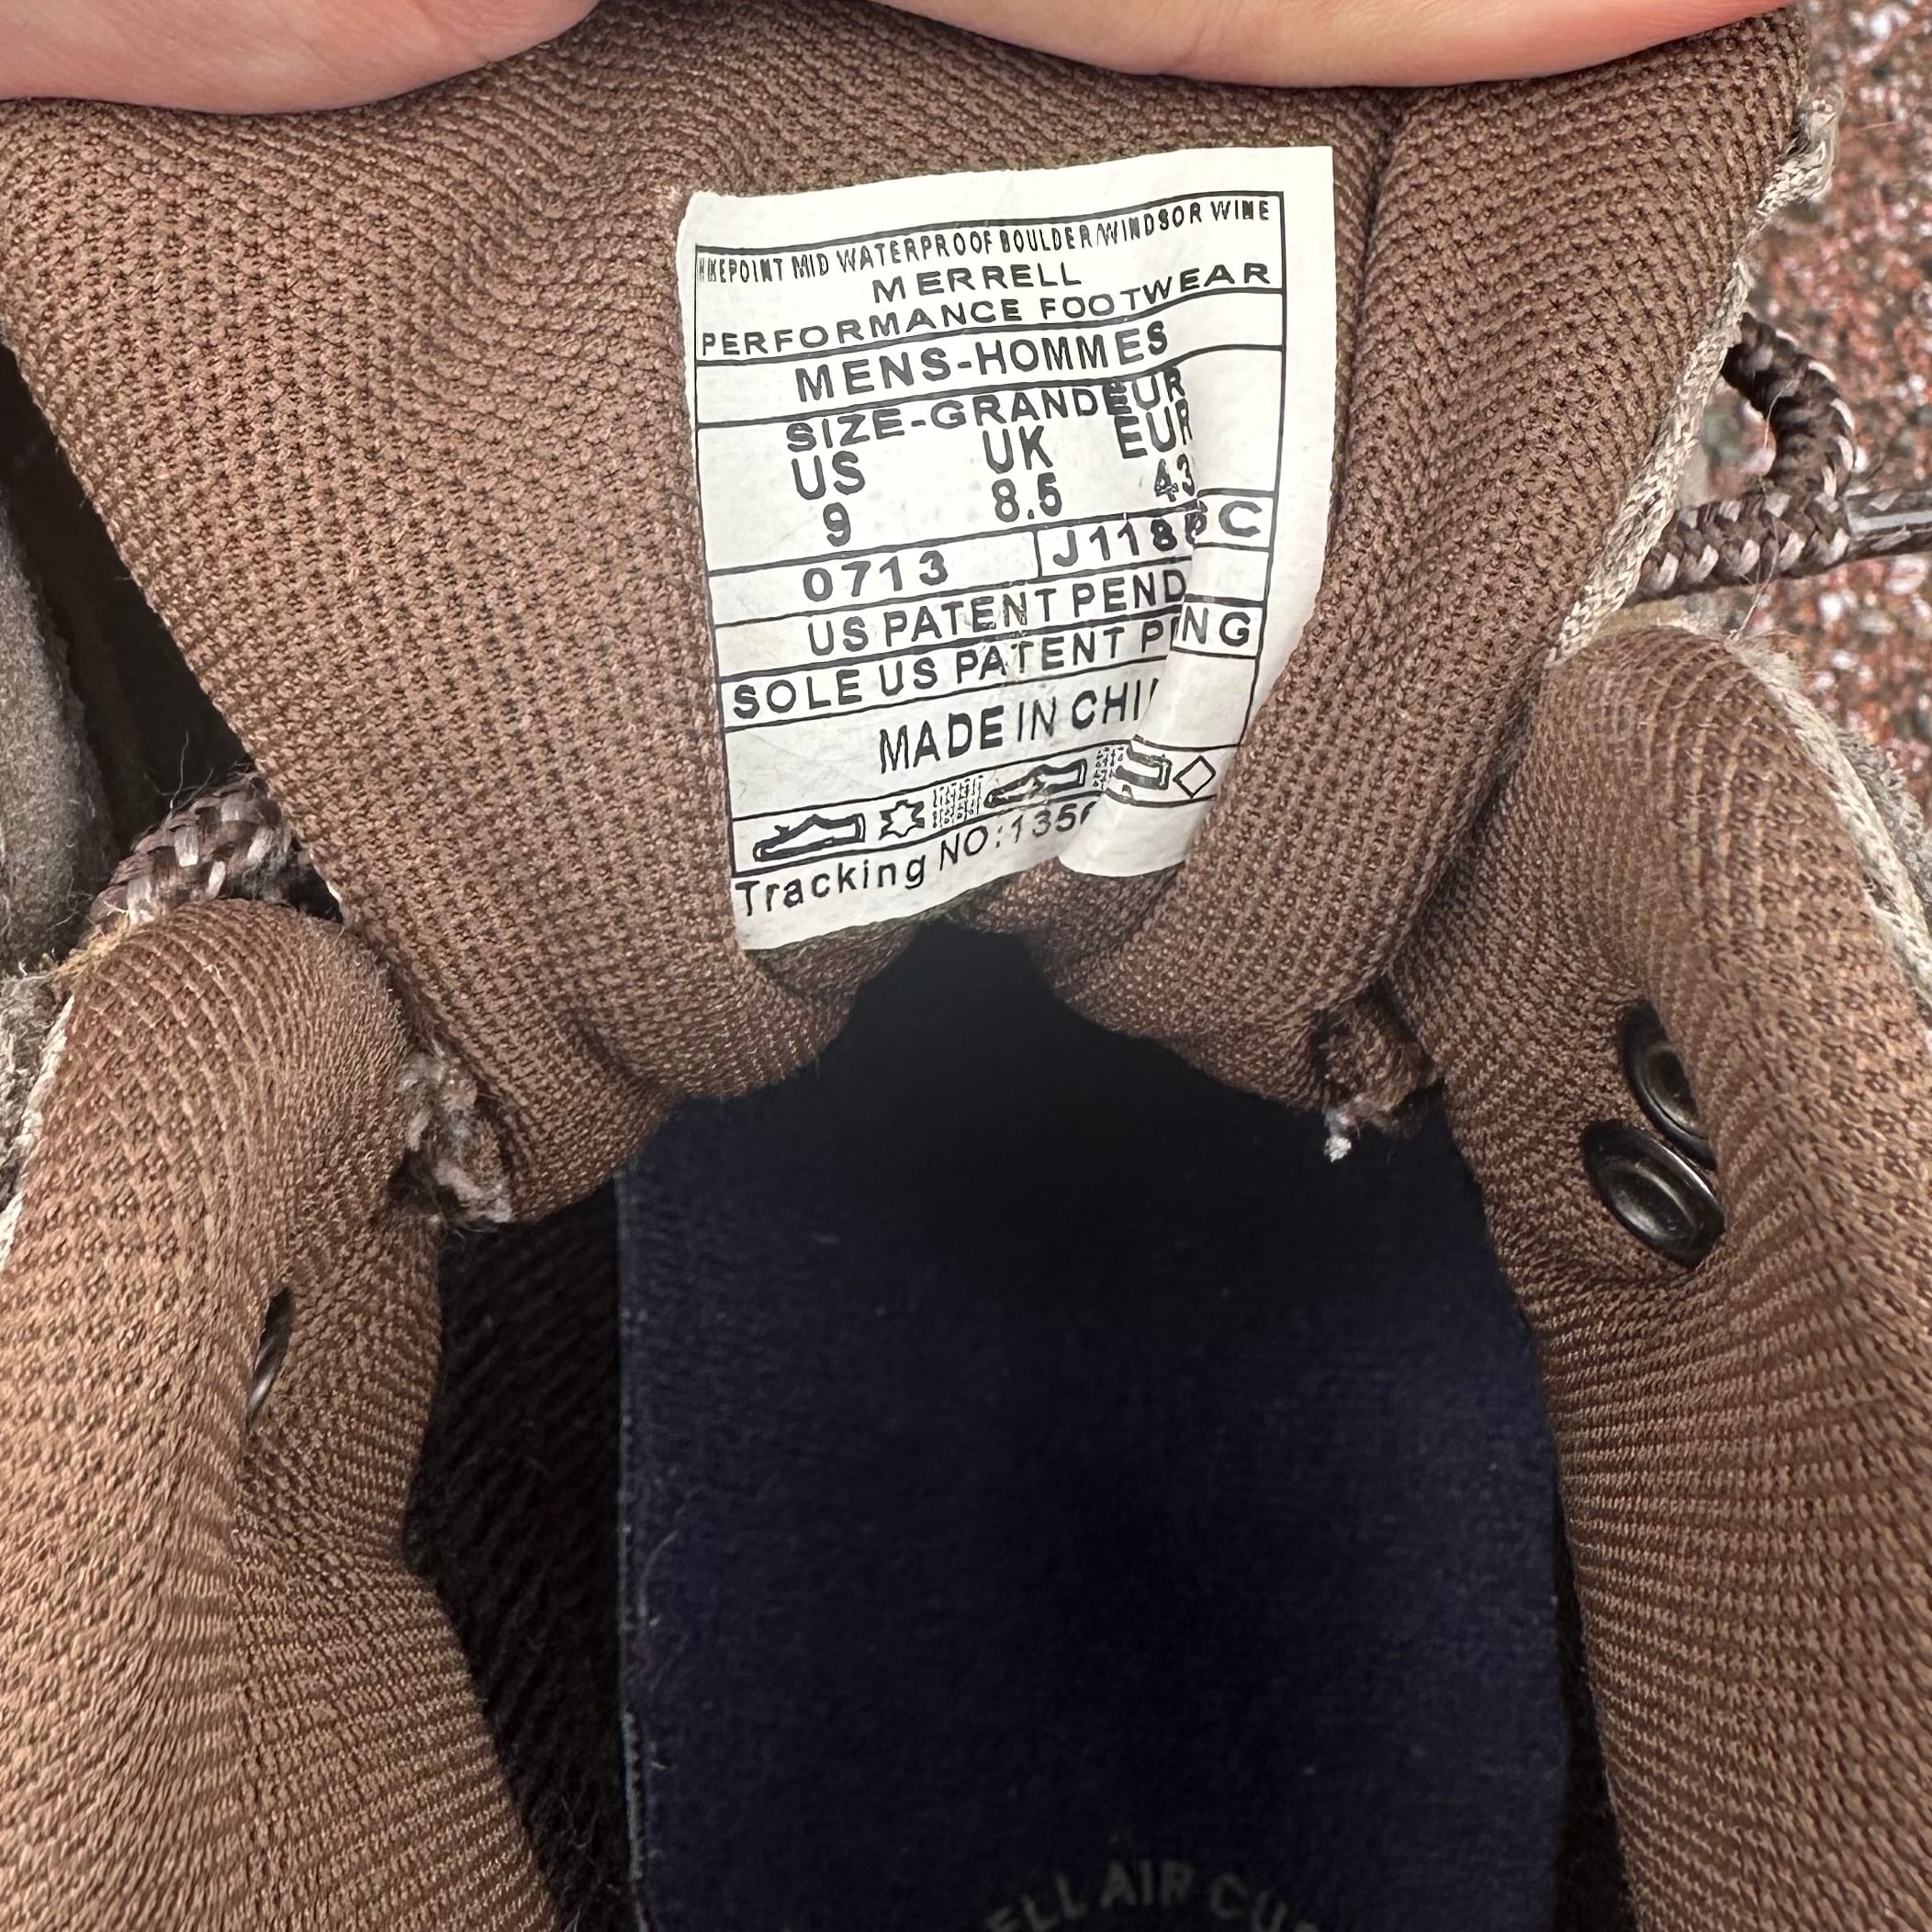 MID WATERPROOF BOULDER/WINDSOR WINE
MERRELL
PERFORMANCE FOOTWEAR
MENS-HOMMES
SIZE-GRANDEUR
US UK EUR
9 8.5 43
0713 C
US PATENT
SOLE US PATENT
MADE IN
Tracking NO:
AIR